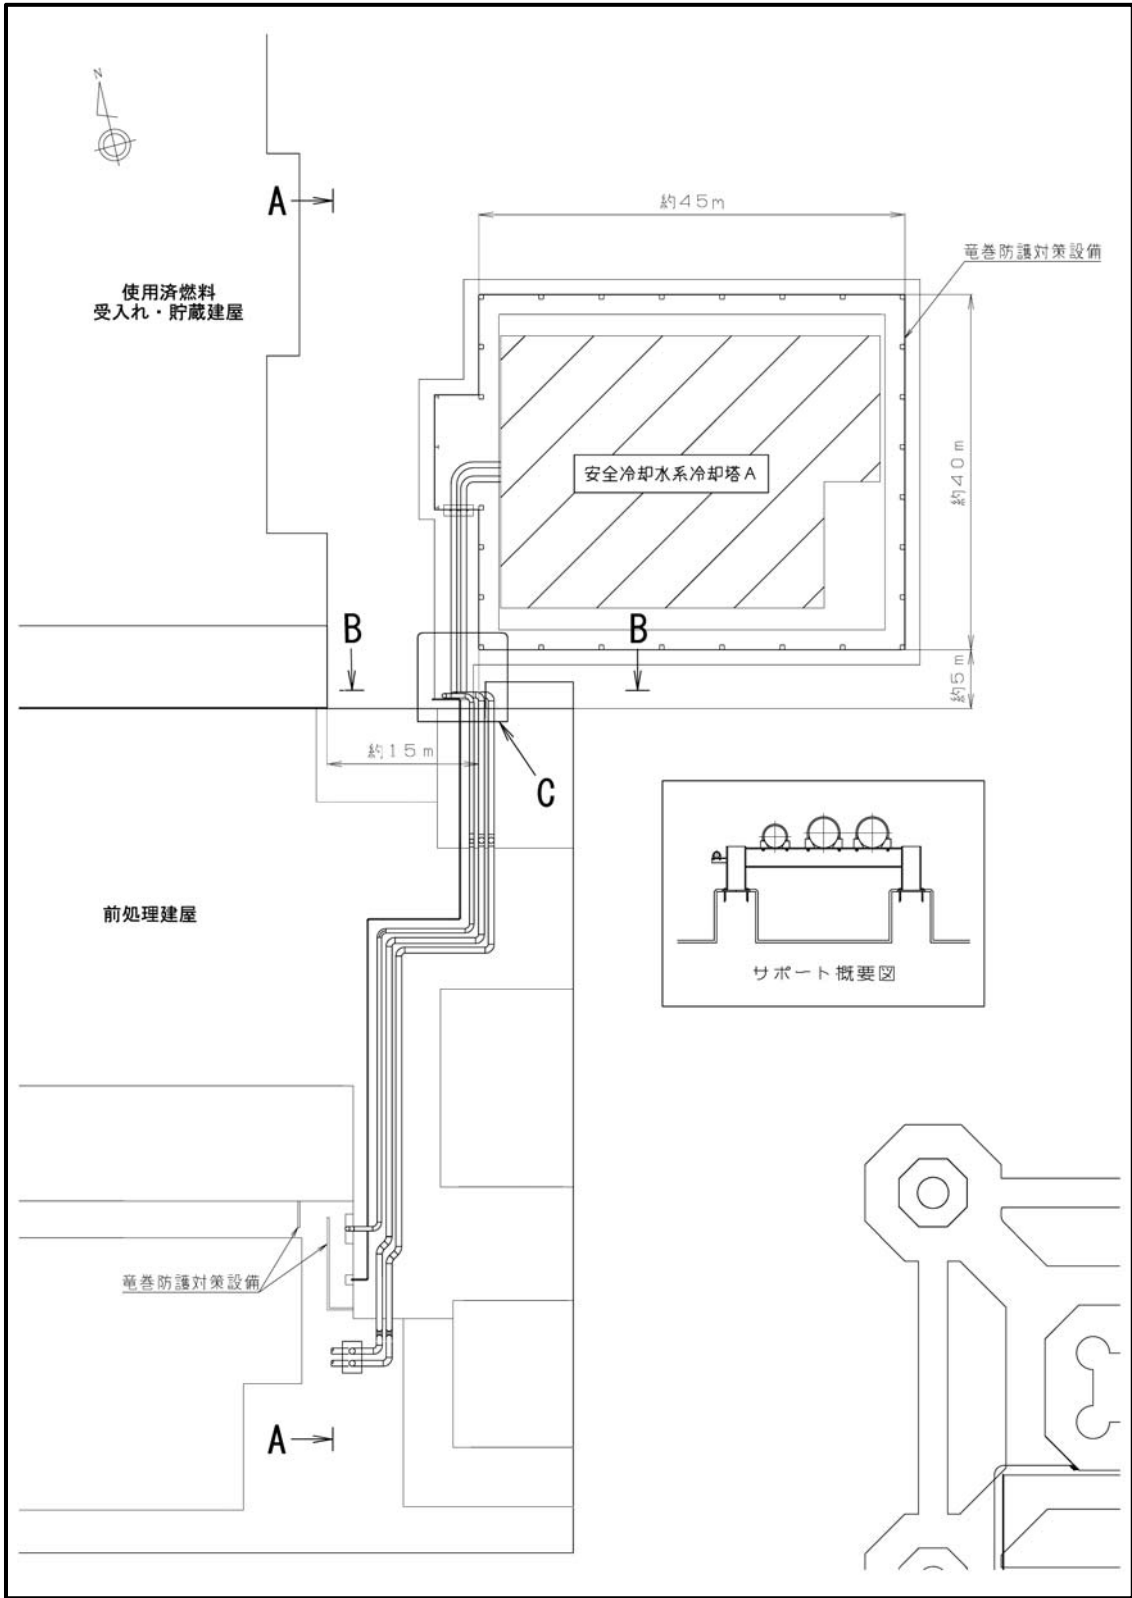 N
A
約45m
竜巻防護対策設備
使用済燃料
受入れ・貯蔵建屋
安全冷却水系冷却塔A
約40m
B
B
約5m
約15m
C
前処理建屋
サポート概要図
竜巻防護対策設備
A